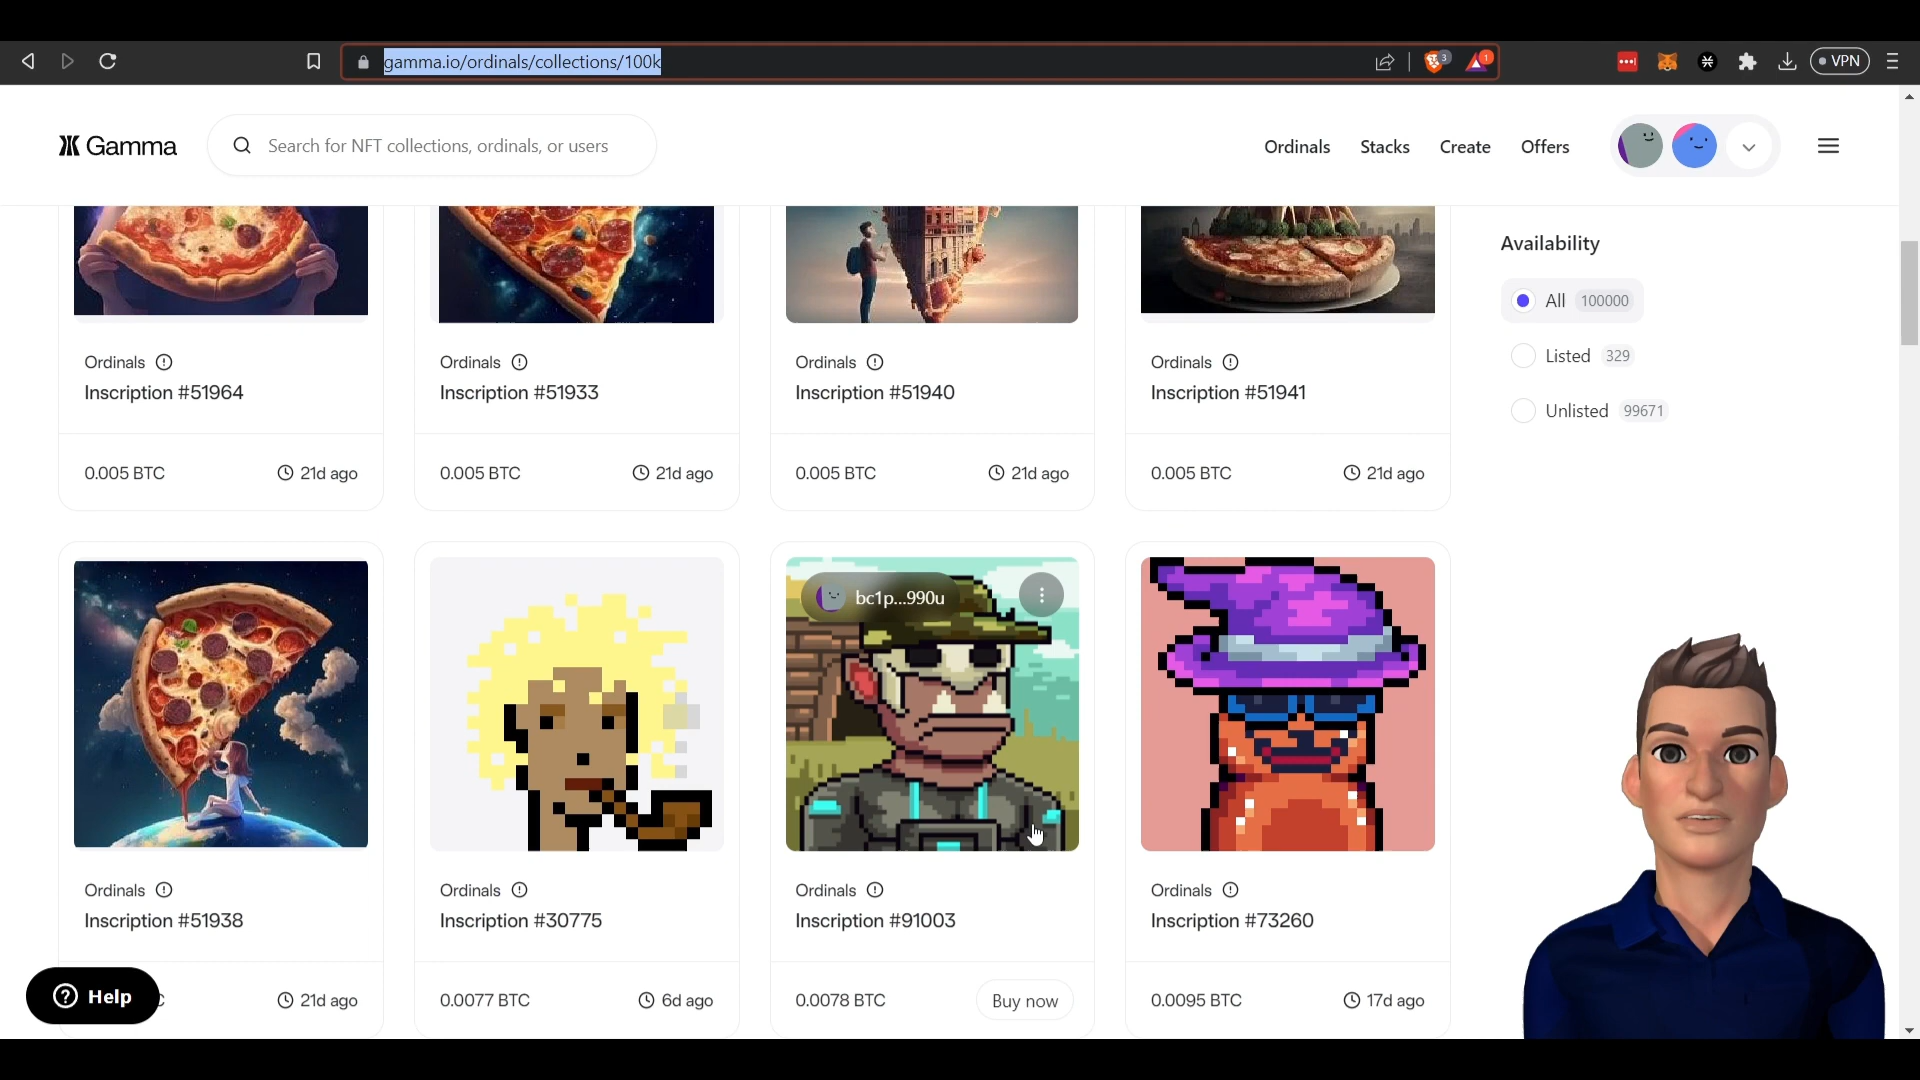 gamma.io/ordinals/collections/100k
3
1
VPN
Gamma
Search for NFT collections, ordinals, or users
Ordinals
Stacks
Create
Offers
Availability
All 100000
Listed 329
Unlisted 99671
Ordinals
Inscription #51964
0.005 BTC
21d ago
Ordinals
Inscription #51933
0.005 BTC
21d ago
Ordinals
Inscription #51940
0.005 BTC
21d ago
Ordinals
Inscription #51941
0.005 BTC
21d ago
Ordinals
Inscription #51938
21d ago
Ordinals
Inscription #30775
0.0077 BTC
6d ago
bc1p...990u
Ordinals
Inscription #91003
0.0078 BTC
Buy now
Ordinals
Inscription #73260
0.0095 BTC
17d ago
Help